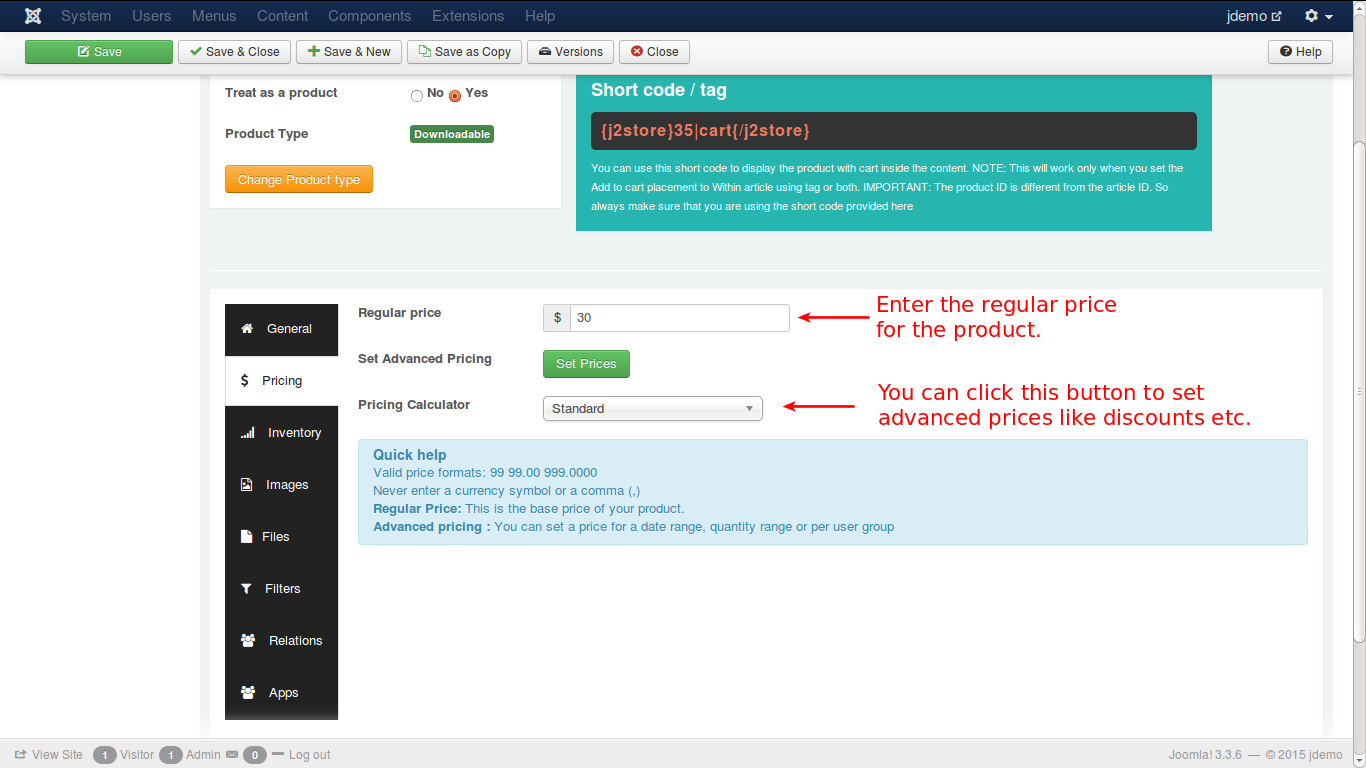 System Users Menus Content Components Extensions Help jdemo
Save Save & Close Save & New Save as Copy Versions Close Help
Treat as a product No Yes
Product Type Downloadable
Change Product type
Short code / tag
{j2store}35|cart{/j2store}
You can use this short code to display the product with cart inside the content. NOTE: This will work only when you set the
Add to cart placement to Within article using tag or both. IMPORTANT: The product ID is different from the article ID. So
always make sure that you are using the short code provided here
General
Pricing
Inventory
Images
Files
Filters
Relations
Apps
Regular price $ 30
Enter the regular price
for the product.
Set Advanced Pricing Set Prices
Pricing Calculator Standard
You can click this button to set
advanced prices like discounts etc.
Quick help
Valid price formats: 99 99.00 999.0000
Never enter a currency symbol or a comma (,)
Regular Price: This is the base price of your product.
Advanced pricing : You can set a price for a date range, quantity range or per user group
View Site 1 Visitor 1 Admin 0 Log out Joomla! 3.3.6 — © 2015 jdemo